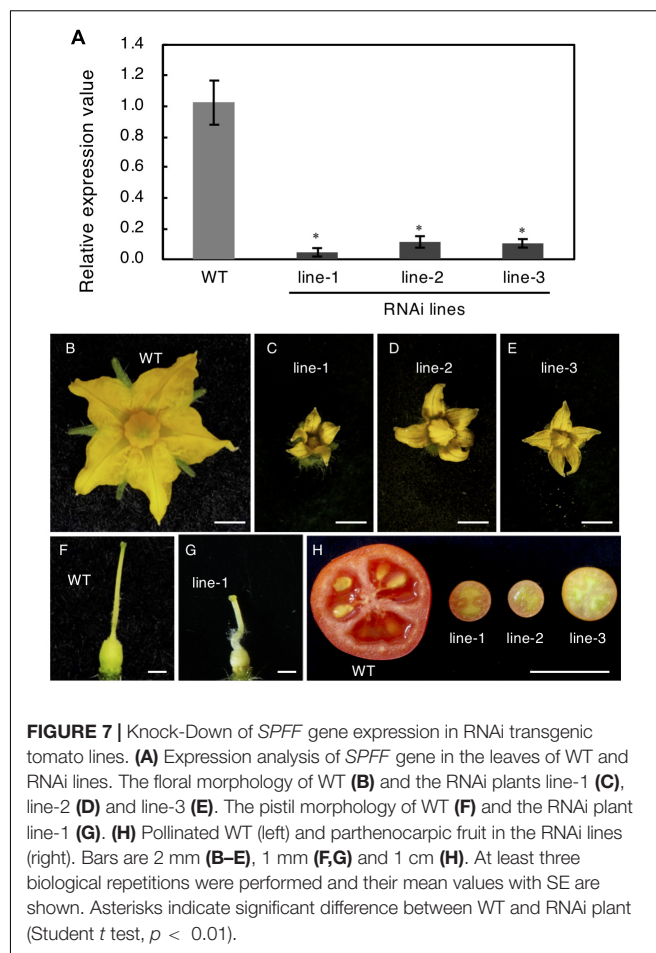 A
Relative expression value
1.4
1.2
1.0
0.8
0.6
0.4
0.2
0.0
*
*
*
WT
line-1
line-2
line-3
RNAi lines
B
WT
C
line-1
D
line-2
E
line-3
F
WT
G
line-1
H
WT
line-1
line-2
line-3
FIGURE 7 | Knock-Down of SPFF gene expression in RNAi transgenic
tomato lines. (A) Expression analysis of SPFF gene in the leaves of WT and
RNAi lines. The floral morphology of WT (B) and the RNAi plants line-1 (C),
line-2 (D) and line-3 (E). The pistil morphology of WT (F) and the RNAi plant
line-1 (G). (H) Pollinated WT (left) and parthenocarpic fruit in the RNAi lines
(right). Bars are 2 mm (B–E), 1 mm (F,G) and 1 cm (H). At least three
biological repetitions were performed and their mean values with SE are
shown. Asterisks indicate significant difference between WT and RNAi plant
(Student t test, p < 0.01).